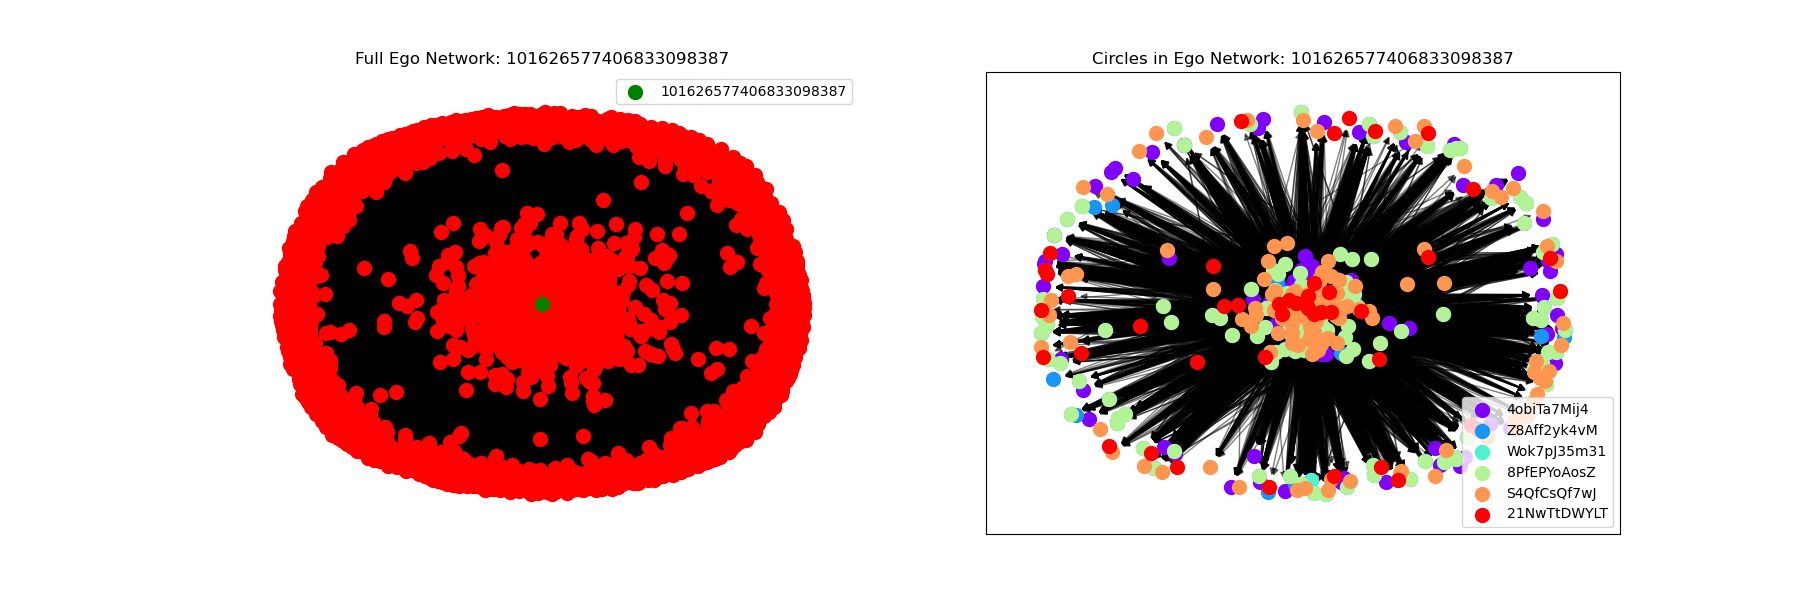 Full Ego Network: 101626577406833098387
101626577406833098387
Circles in Ego Network: 101626577406833098387
4obiTa7Mij4
Z8Aff2yk4vM
Wok7pJ35m31
8PfEPYoAosZ
S4QfCsQf7wJ
21NwTtDWYLT